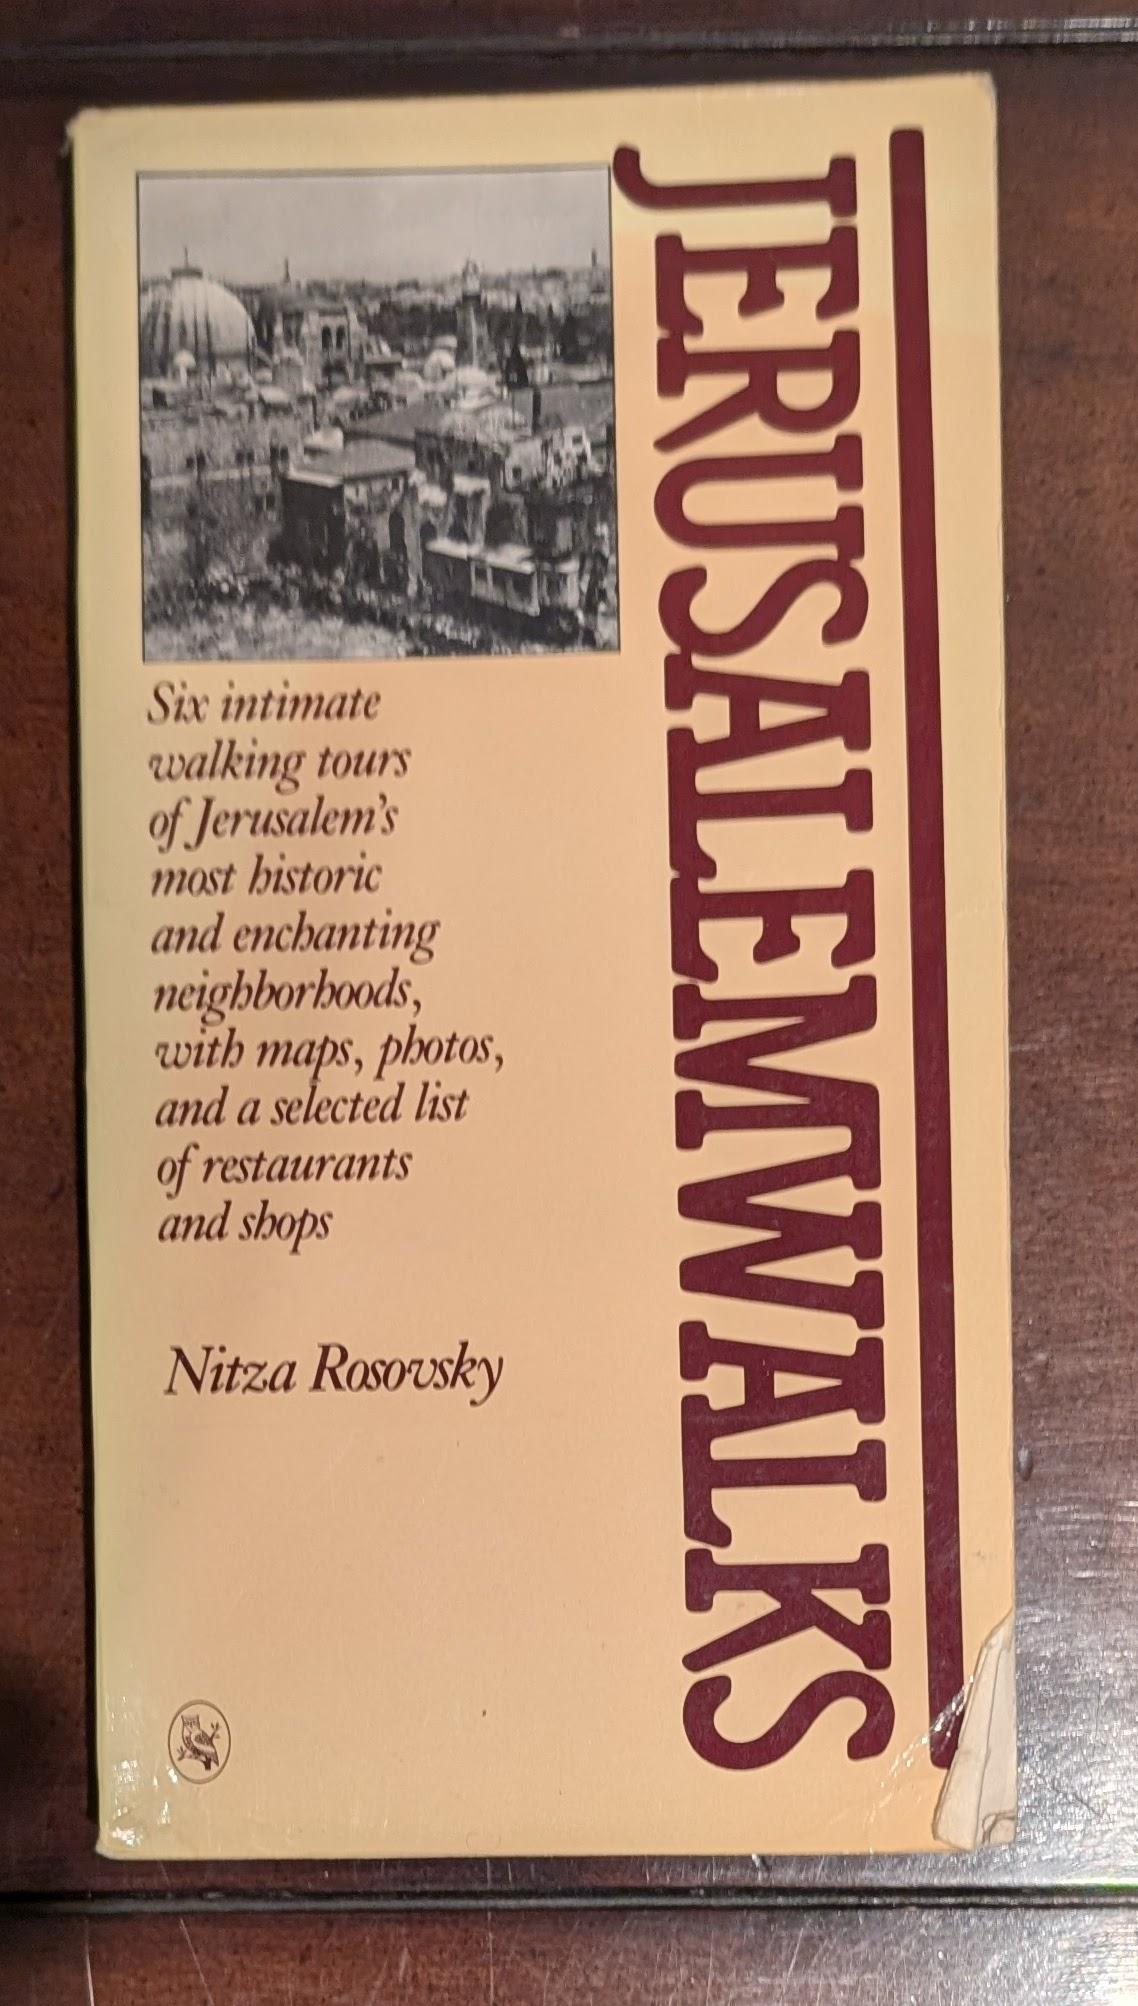 JERUSALEMWALKS
Six intimate
walking tours
of Jerusalem's
most historic
and enchanting
neighborhoods,
with maps, photos,
and a selected list
of restaurants
and shops
Nitza Rosovsky